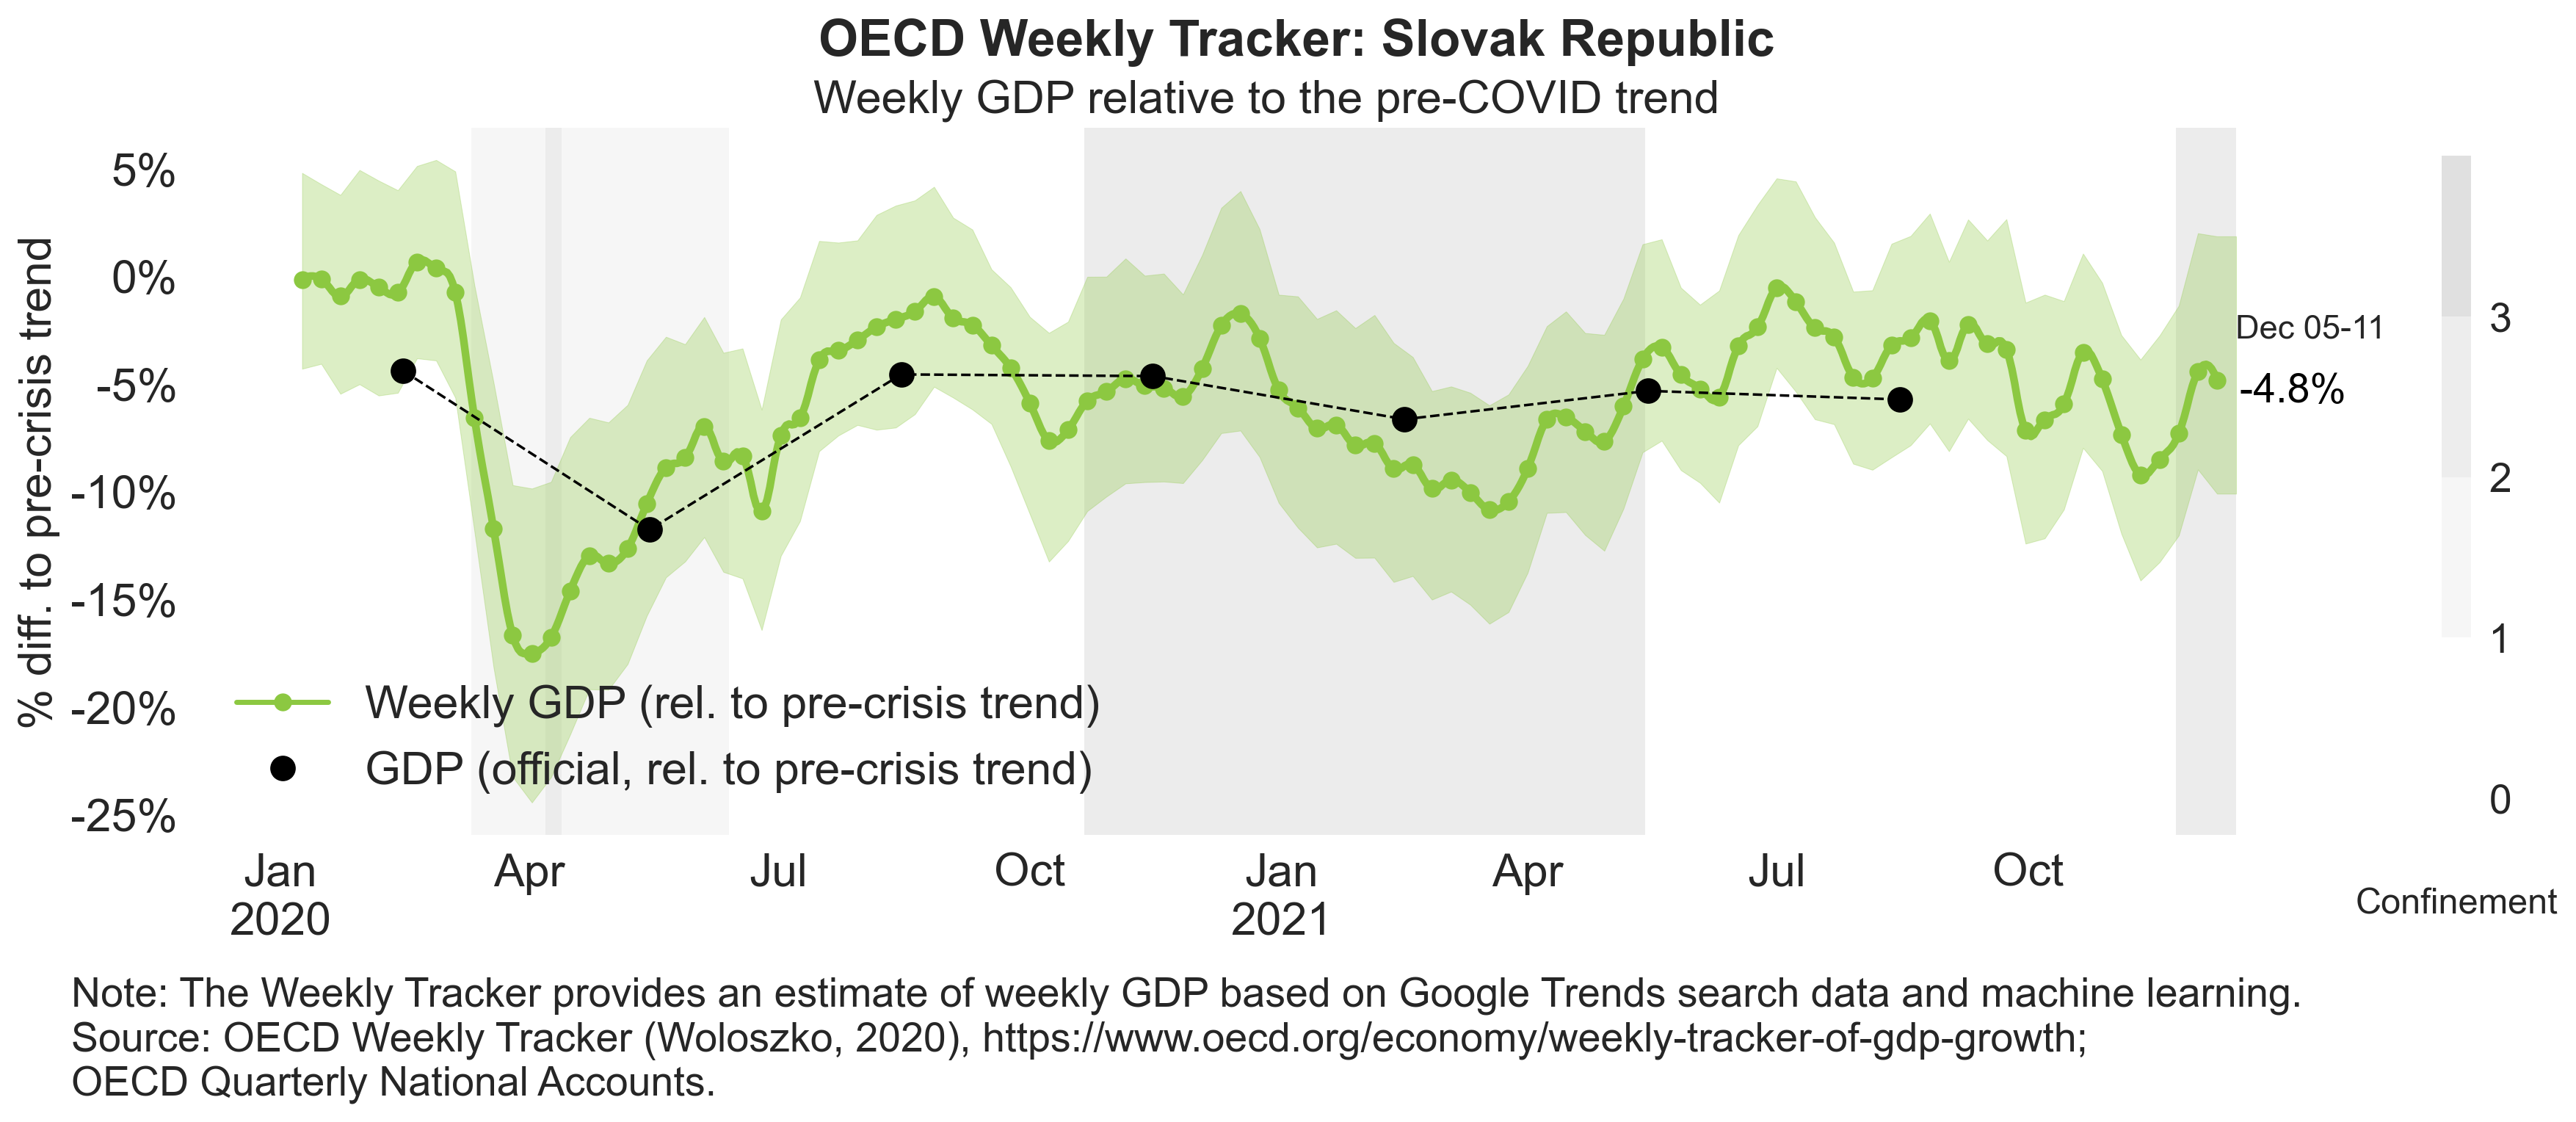 OECD Weekly Tracker: Slovak Republic
Weekly GDP relative to the pre-COVID trend
% diff. to pre-crisis trend
5%
0%
-5%
-10%
-15%
-20%
-25%
Weekly GDP (rel. to pre-crisis trend)
GDP (official, rel. to pre-crisis trend)
Dec 05-11
-4.8%
3
2
1
0
Confinement
Jan Apr Jul Oct Jan Apr Jul Oct
2020 2021
Note: The Weekly Tracker provides an estimate of weekly GDP based on Google Trends search data and machine learning.
Source: OECD Weekly Tracker (Woloszko, 2020), https://www.oecd.org/economy/weekly-tracker-of-gdp-growth;
OECD Quarterly National Accounts.